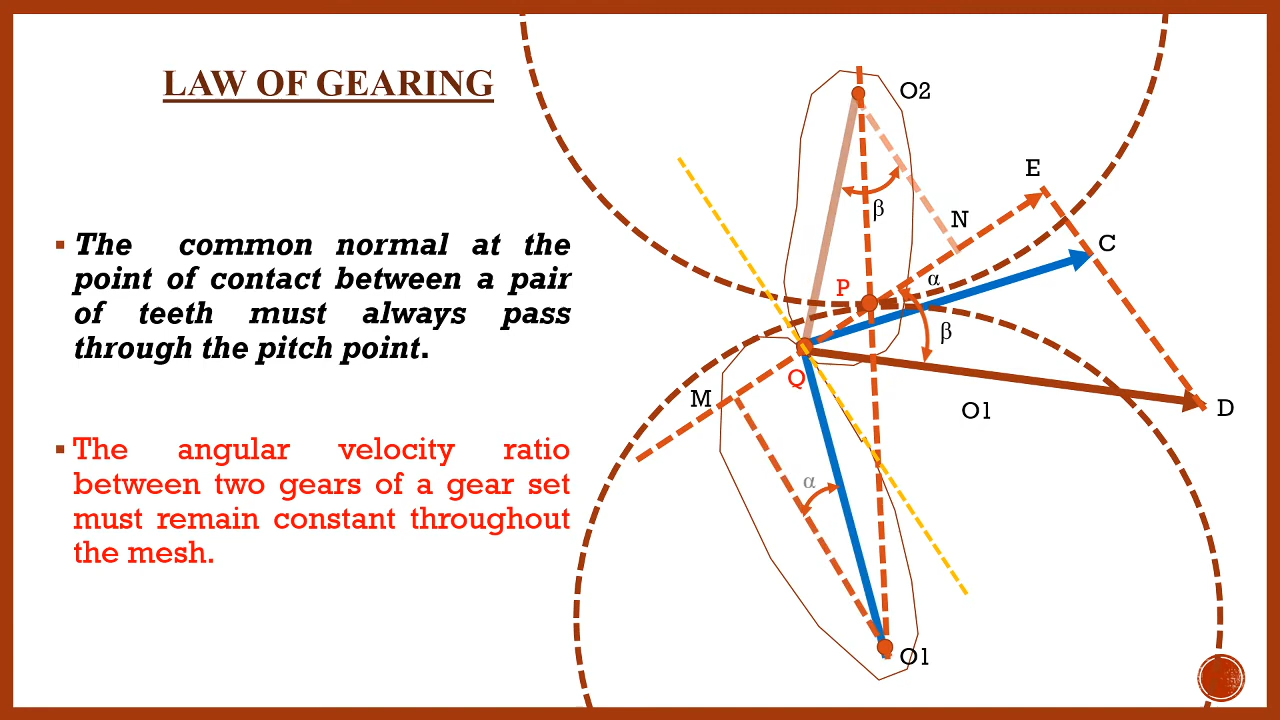 LAW OF GEARING
The common normal at the
point of contact between a pair
of teeth must always pass
through the pitch point.
The angular velocity ratio
between two gears of a gear set
must remain constant throughout
the mesh.
O2
E
β
N
C
P
α
β
Q
M
O1
D
α
O1